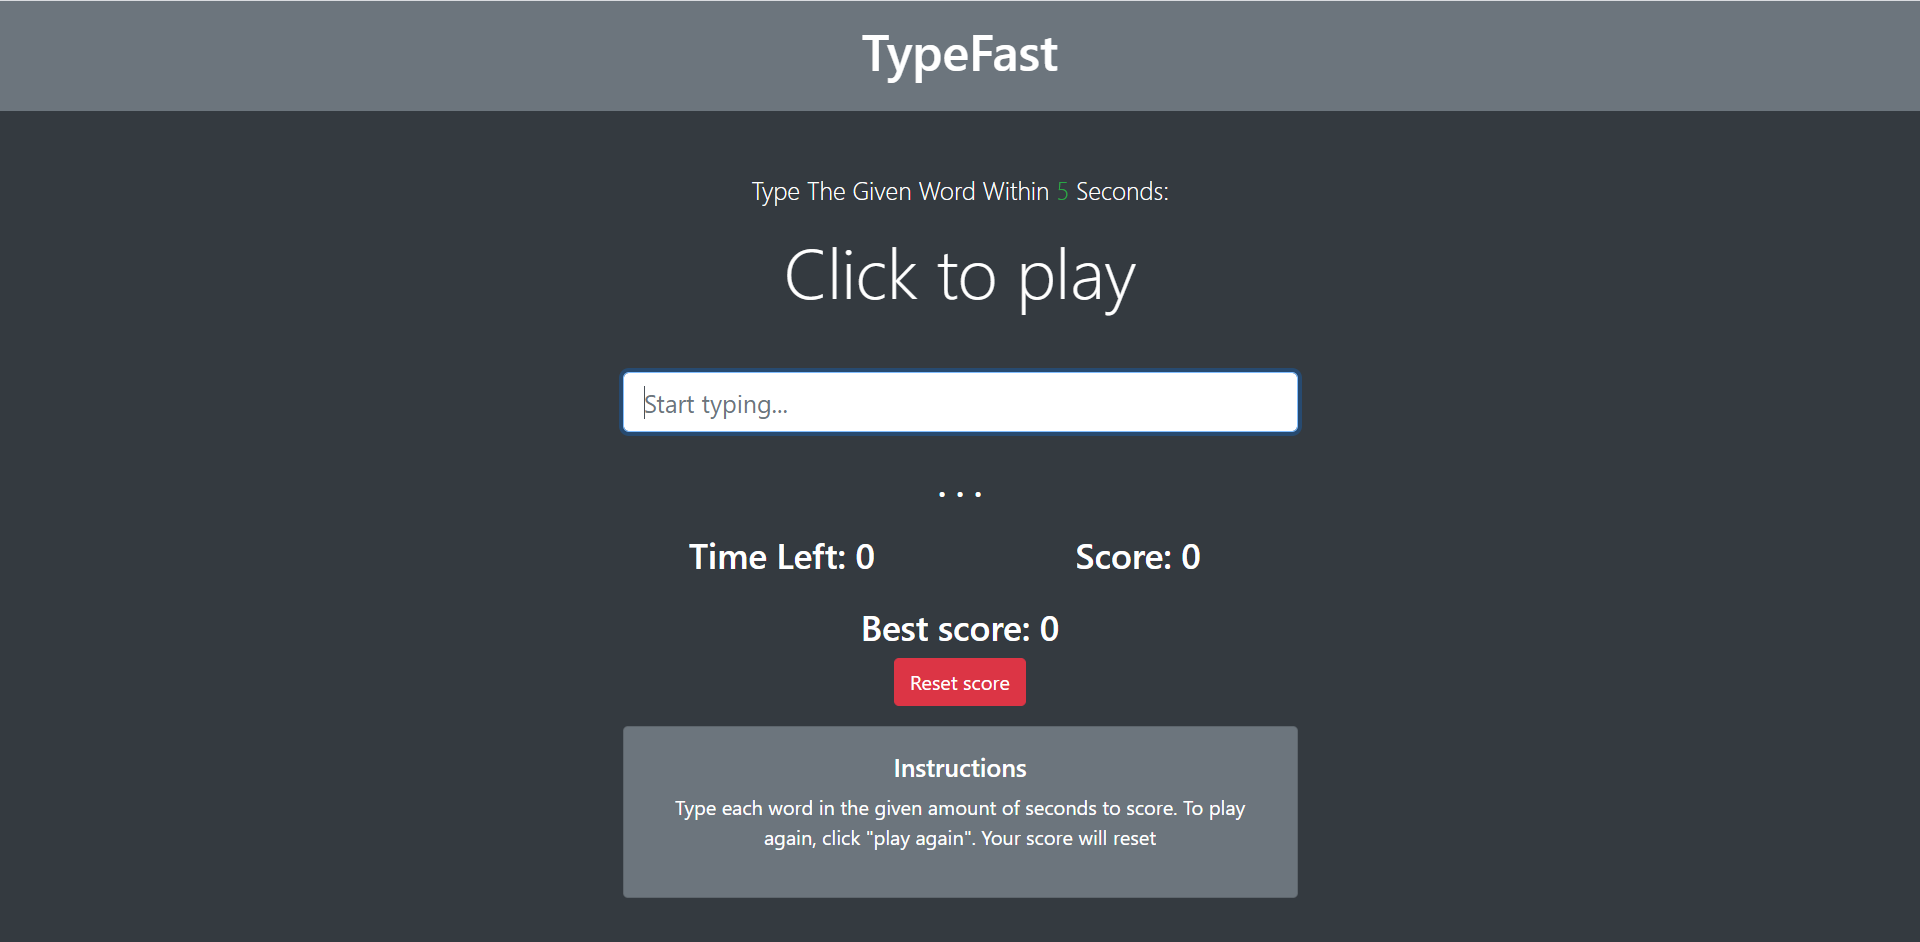 TypeFast
Type The Given Word Within 5 Seconds:
Click to play
Start typing...
...
Time Left: 0
Score: 0
Best score: 0
Reset score
Instructions
Type each word in the given amount of seconds to score. To play
again, click "play again". Your score will reset